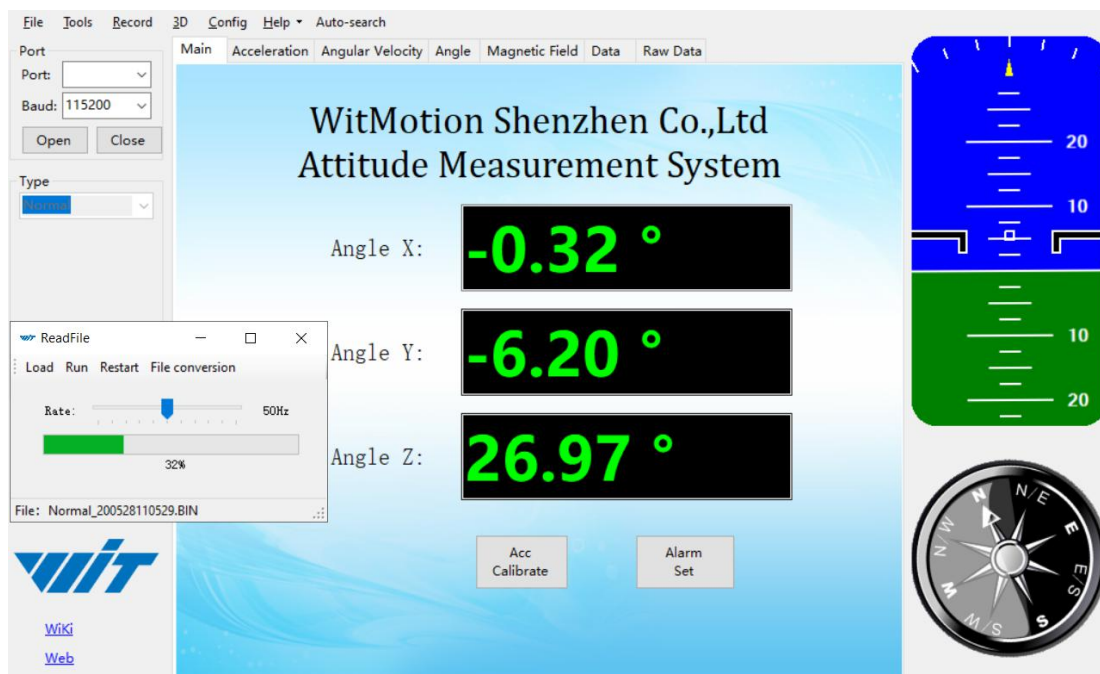 File Tools Record 3D Config Help Auto-search
Port
Port:
Baud: 115200
Open Close
Type
Normal
Main Acceleration Angular Velocity Angle Magnetic Field Data Raw Data
WitMotion Shenzhen Co.,Ltd
Attitude Measurement System
Angle X: -0.32 °
Angle Y: -6.20 °
Angle Z: 26.97 °
Acc
Calibrate
Alarm
Set
WIT ReadFile
Load Run Restart File conversion
Rate: 50Hz
32%
File: Normal_200528110529.BIN
WIT
WiKi
Web
20
10
10
20
N
N/E
E
E/S
S
W/S
W
N/W